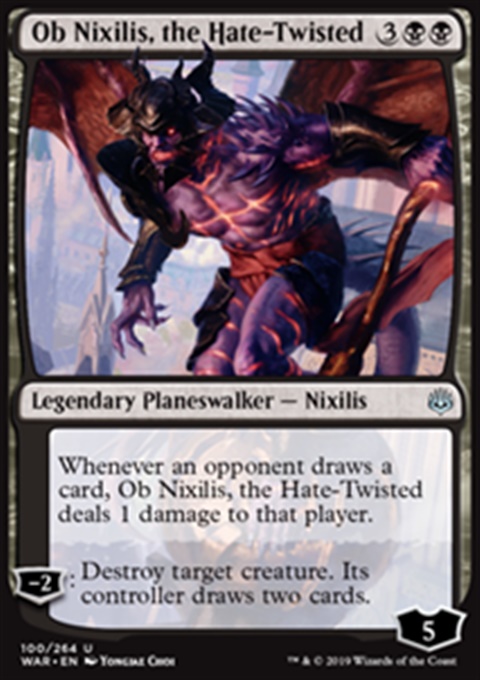 Ob Nixilis, the Hate-Twisted 3
Legendary Planeswalker — Nixilis
Whenever an opponent draws a
card, Ob Nixilis, the Hate-Twisted
deals 1 damage to that player.
-2: Destroy target creature. Its
controller draws two cards.
5
100/264 U
WAR • EN Yongjae Choi
™ & © 2019 Wizards of the Coast